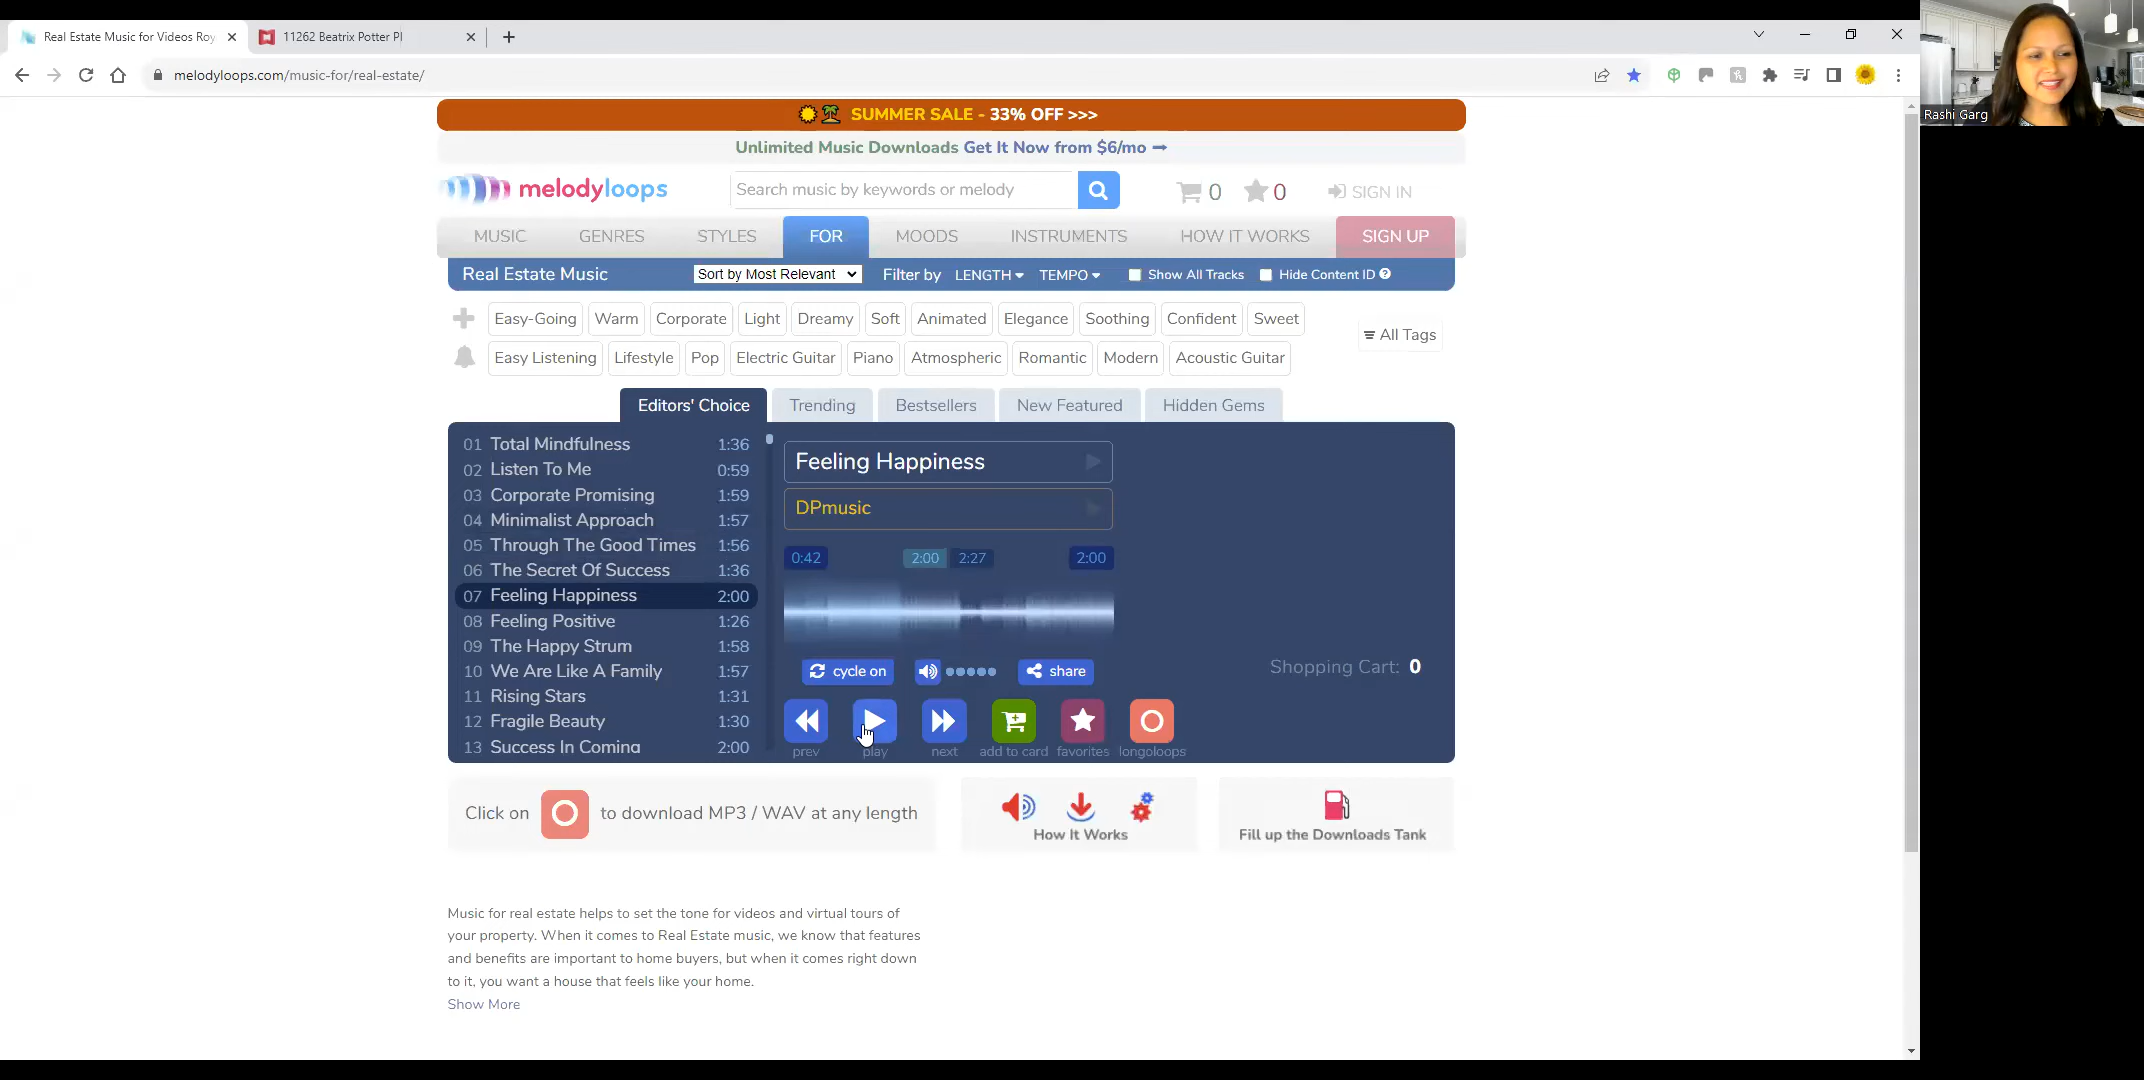 Real Estate Music for Videos Roy
11262 Beatrix Potter Pl
melodyloops.com/music-for/real-estate/
Rashi Garg
SUMMER SALE - 33% OFF >>>
Unlimited Music Downloads Get It Now from $6/mo →
melodyloops
Search music by keywords or melody
0
0
SIGN IN
MUSIC GENRES STYLES FOR MOODS INSTRUMENTS HOW IT WORKS SIGN UP
Real Estate Music Sort by Most Relevant Filter by LENGTH TEMPO Show All Tracks Hide Content ID ?
Easy-Going Warm Corporate Light Dreamy Soft Animated Elegance Soothing Confident Sweet
All Tags
Easy Listening Lifestyle Pop Electric Guitar Piano Atmospheric Romantic Modern Acoustic Guitar
Editors' Choice Trending Bestsellers New Featured Hidden Gems
01 Total Mindfulness 1:36
02 Listen To Me 0:59
03 Corporate Promising 1:59
04 Minimalist Approach 1:57
05 Through The Good Times 1:56
06 The Secret Of Success 1:36
07 Feeling Happiness 2:00
08 Feeling Positive 1:26
09 The Happy Strum 1:58
10 We Are Like A Family 1:57
11 Rising Stars 1:31
12 Fragile Beauty 1:30
13 Success In Coming 2:00
Feeling Happiness
DPmusic
0:42 2:00 2:27 2:00
cycle on share
Shopping Cart: 0
prev play next add to card favorites longoloops
Click on to download MP3 / WAV at any length
How It Works
Fill up the Downloads Tank
Music for real estate helps to set the tone for videos and virtual tours of
your property. When it comes to Real Estate music, we know that features
and benefits are important to home buyers, but when it comes right down
to it, you want a house that feels like your home.
Show More